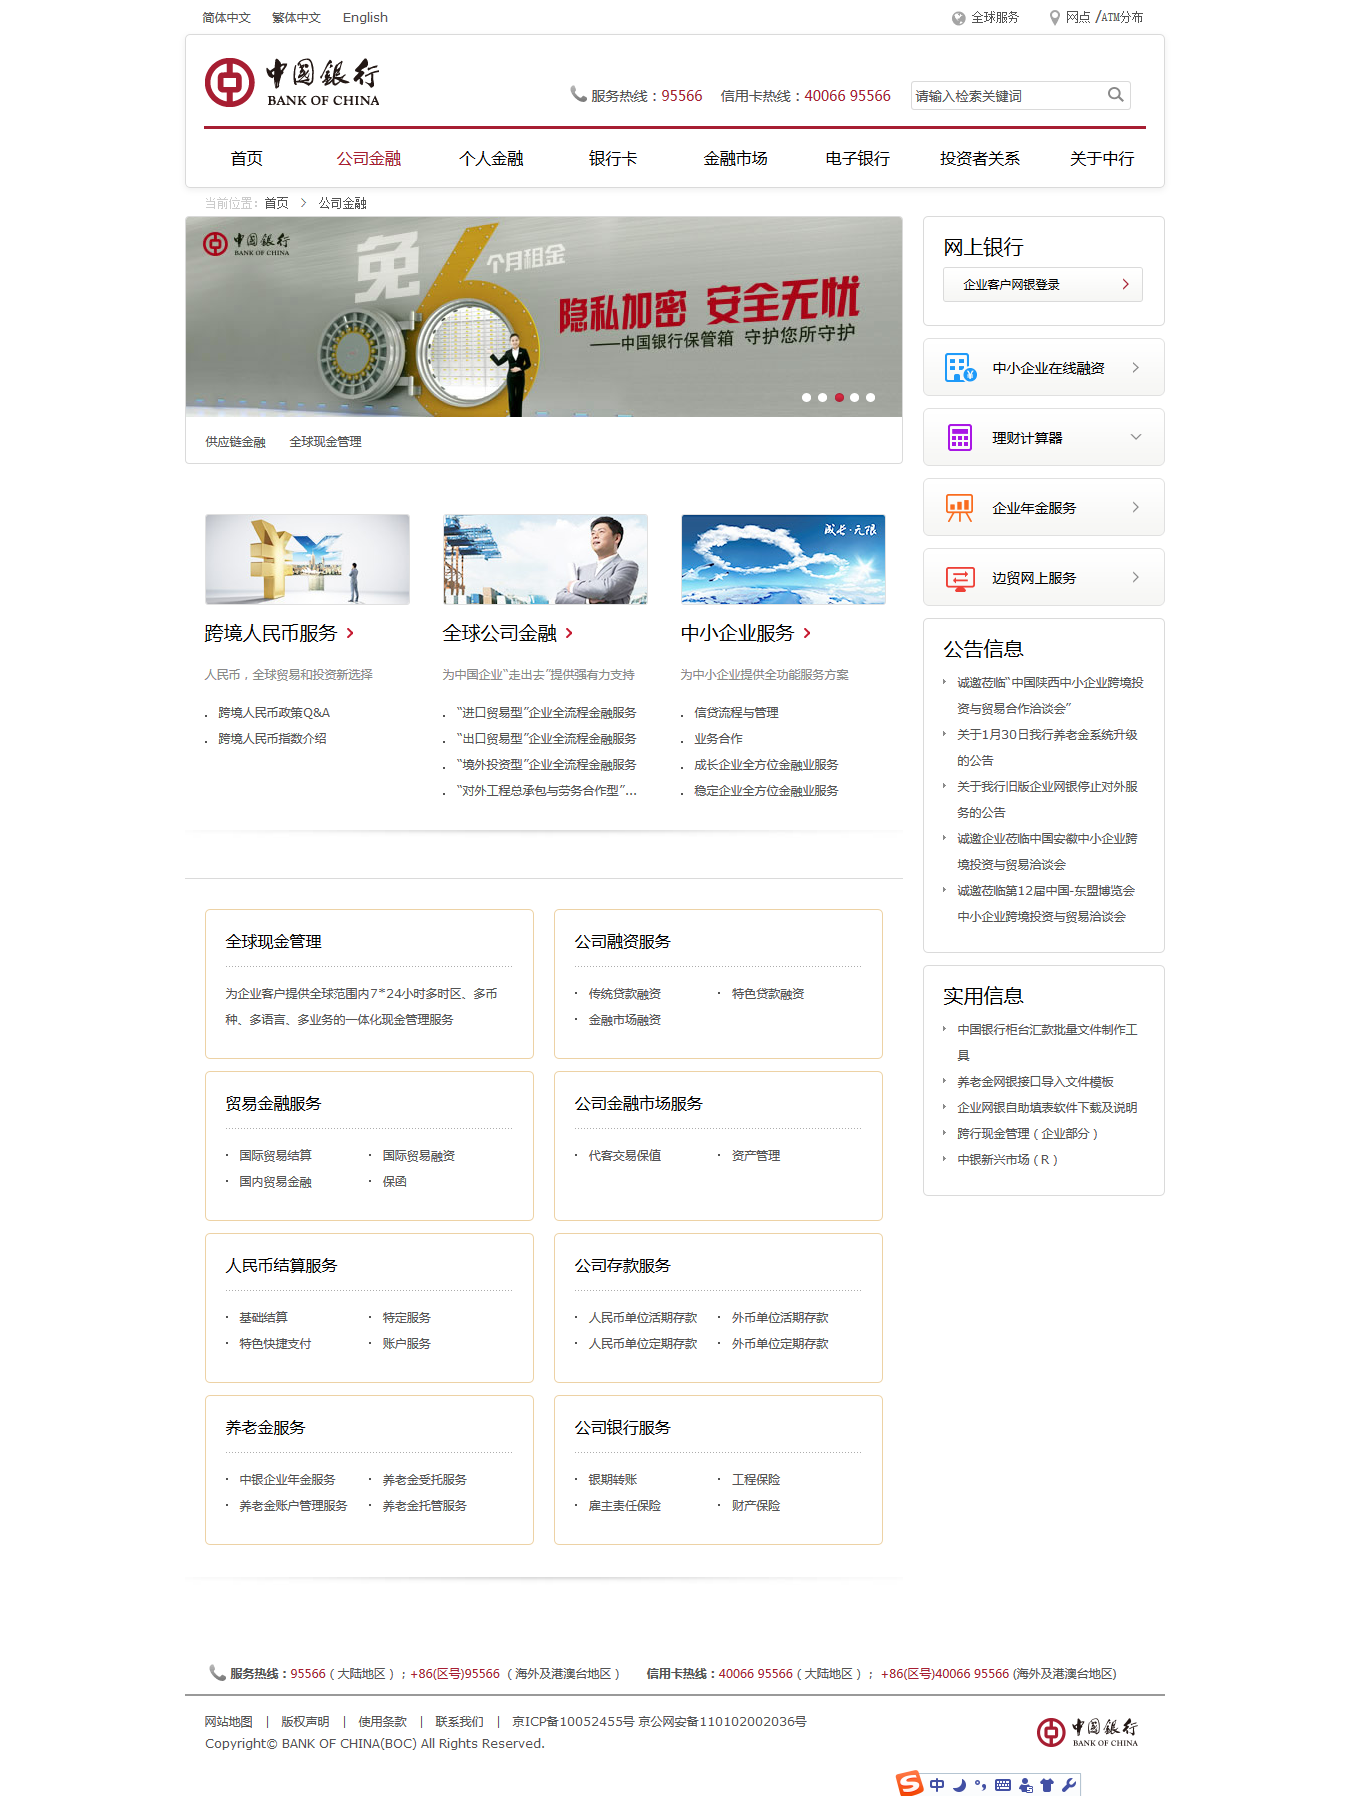 简体中文 繁体中文 English 全球服务 网点 /ATM分布
中国银行
BANK OF CHINA
服务热线：95566 信用卡热线：40066 95566 请输入检索关键词
首页 公司金融 个人金融 银行卡 金融市场 电子银行 投资者关系 关于中行
当前位置： 首页 > 公司金融
中国银行
BANK OF CHINA
免6个月租金
隐私加密 安全无忧
——中国银行保管箱 守护您所守护
供应链金融 全球现金管理
网上银行
企业客户网银登录
中小企业在线融资
理财计算器
企业年金服务
边贸网上服务
成长·元限
跨境人民币服务
人民币，全球贸易和投资新选择
跨境人民币政策Q&A
跨境人民币指数介绍
全球公司金融
为中国企业“走出去”提供强有力支持
“进口贸易型”企业全流程金融服务
“出口贸易型”企业全流程金融服务
“境外投资型”企业全流程金融服务
“对外工程总承包与劳务合作型”...
中小企业服务
为中小企业提供全功能服务方案
信贷流程与管理
业务合作
成长企业全方位金融业服务
稳定企业全方位金融业服务
公告信息
诚邀莅临“中国陕西中小企业跨境投
资与贸易合作洽谈会”
关于1月30日我行养老金系统升级
的公告
关于我行旧版企业网银停止对外服
务的公告
诚邀企业莅临中国安徽中小企业跨
境投资与贸易洽谈会
诚邀莅临第12届中国-东盟博览会
中小企业跨境投资与贸易洽谈会
实用信息
中国银行柜台汇款批量文件制作工
具
养老金网银接口导入文件模板
企业网银自助填表软件下载及说明
跨行现金管理（企业部分）
中银新兴市场（R）
全球现金管理
为企业客户提供全球范围内7*24小时多时区、多币
种、多语言、多业务的一体化现金管理服务
公司融资服务
传统贷款融资 特色贷款融资
金融市场融资
贸易金融服务
国际贸易结算 国际贸易融资
国内贸易金融 保函
公司金融市场服务
代客交易保值 资产管理
人民币结算服务
基础结算 特定服务
特色快捷支付 账户服务
公司存款服务
人民币单位活期存款 外币单位活期存款
人民币单位定期存款 外币单位定期存款
养老金服务
中银企业年金服务 养老金受托服务
养老金账户管理服务 养老金托管服务
公司银行服务
银期转账 工程保险
雇主责任保险 财产保险
服务热线：95566（大陆地区）；+86(区号)95566 （海外及港澳台地区） 信用卡热线：40066 95566（大陆地区）； +86(区号)40066 95566 (海外及港澳台地区)
网站地图 | 版权声明 | 使用条款 | 联系我们 | 京ICP备10052455号 京公网安备110102002036号
Copyright© BANK OF CHINA(BOC) All Rights Reserved.
中国银行
BANK OF CHINA
S 中